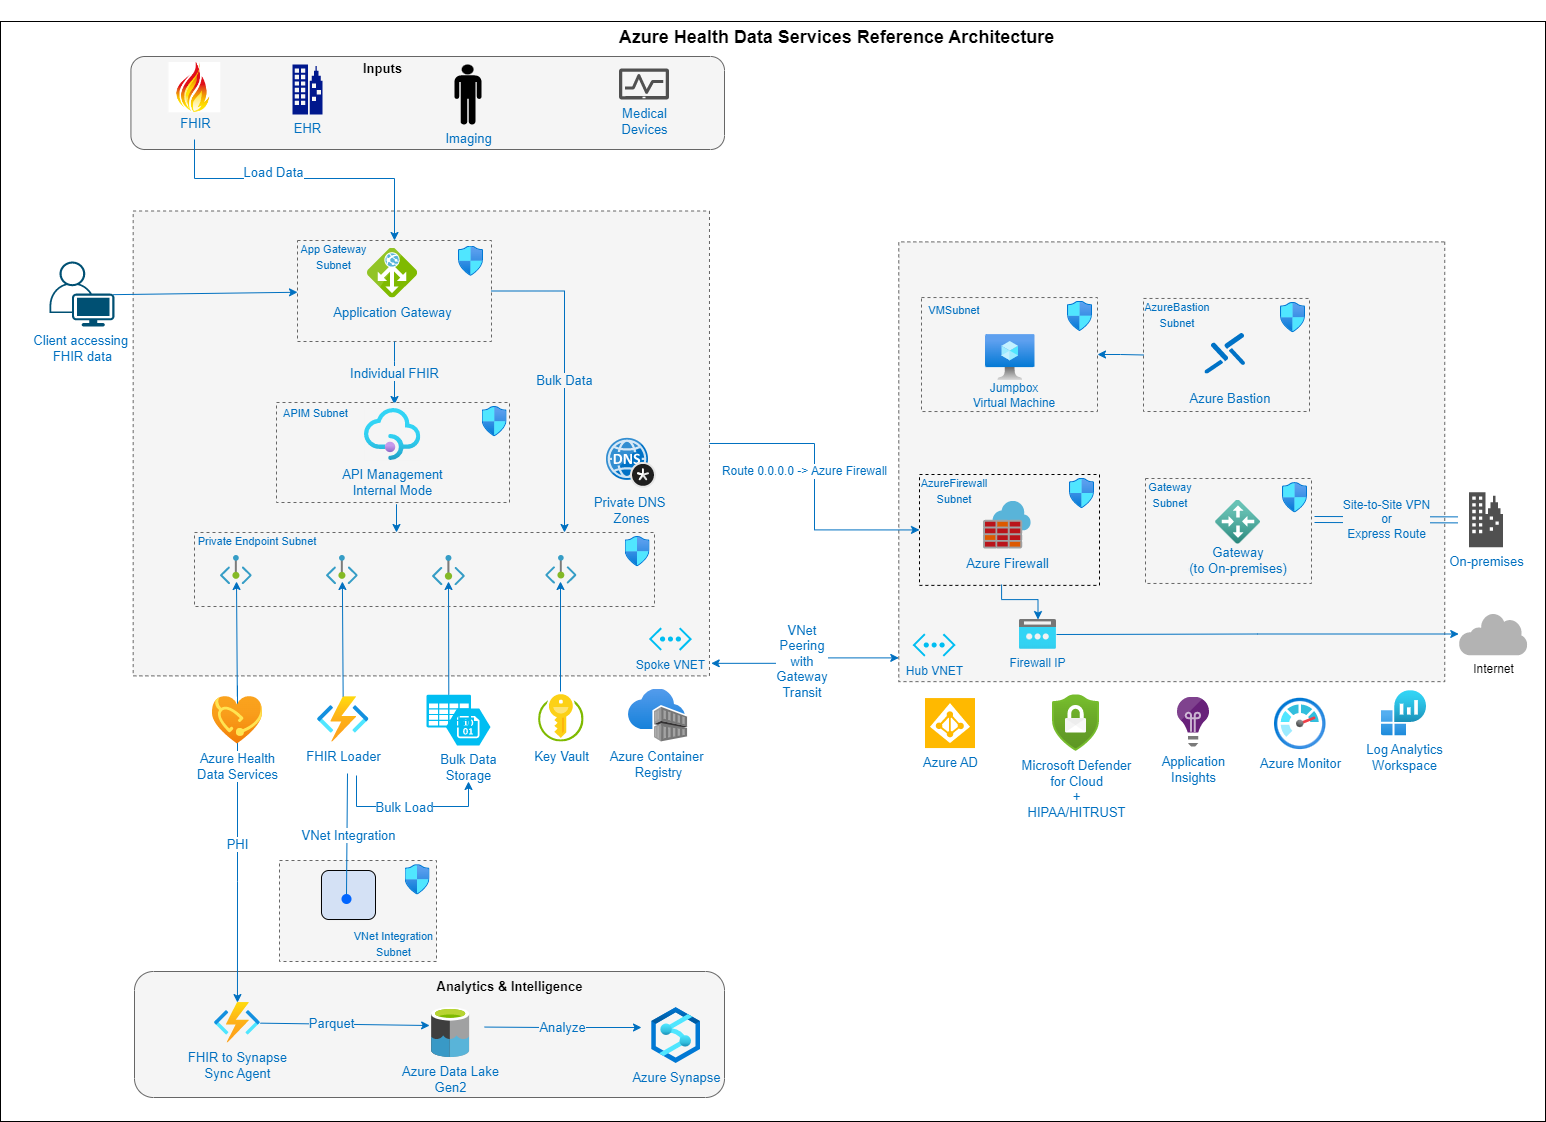 Azure Health Data Services Reference Architecture
Inputs
FHIR
EHR
Imaging
Medical
Devices
Load Data
App Gateway
Subnet
Application Gateway
Client accessing
FHIR data
Individual FHIR
Bulk Data
APIM Subnet
API Management
Internal Mode
DNS
Private DNS
Zones
Private Endpoint Subnet
Spoke VNET
Route 0.0.0.0 -> Azure Firewall
VNet
Peering
with
Gateway
Transit
VMSubnet
Jumpbox
Virtual Machine
AzureBastion
Subnet
Azure Bastion
AzureFirewall
Subnet
Azure Firewall
Gateway
Subnet
Gateway
(to On-premises)
Site-to-Site VPN
or
Express Route
On-premises
Hub VNET
Firewall IP
Internet
Azure Health
Data Services
FHIR Loader
Bulk Data
Storage
10
01
Key Vault
Azure Container
Registry
Azure AD
Microsoft Defender
for Cloud
+
HIPAA/HITRUST
Application
Insights
Azure Monitor
Log Analytics
Workspace
Bulk Load
VNet Integration
PHI
VNet Integration
Subnet
Analytics & Intelligence
FHIR to Synapse
Sync Agent
Parquet
Azure Data Lake
Gen2
Analyze
Azure Synapse